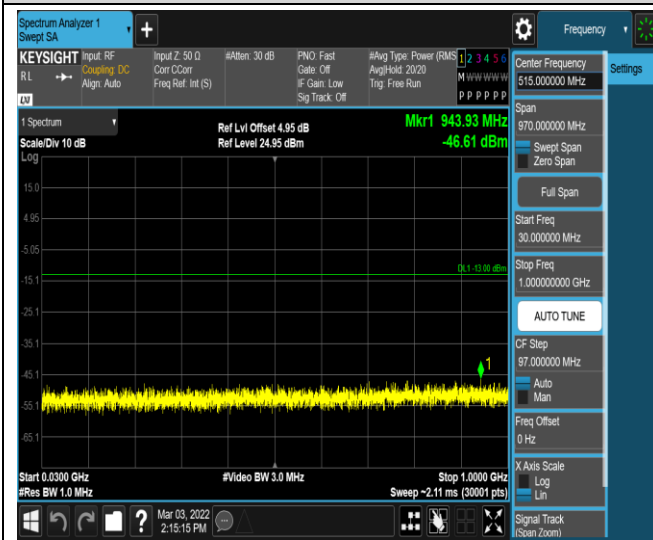 Spectrum Analyzer 1
Swept SA
+
Frequency
KEYSIGHT
R L
LXI
Input: RF
Coupling: DC
Align: Auto
Input Z: 50 Ω
Corr CCorr
Freq Ref: Int (S)
#Atten: 30 dB
PNO: Fast
Gate: Off
IF Gain: Low
Sig Track: Off
#Avg Type: Power (RMS
Avg|Hold: 20/20
Trig: Free Run
1 2 3 4 5 6
M W W W W W
P P P P P P
1 Spectrum
Scale/Div 10 dB
Ref Lvl Offset 4.95 dB
Ref Level 24.95 dBm
Mkr1 943.93 MHz
-46.61 dBm
Log
15.0
4.95
-5.05
DL1 -13.00 dBm
-15.1
-25.1
-35.1
-45.1
1
-55.1
-65.1
Start 0.0300 GHz
#Video BW 3.0 MHz
Stop 1.0000 GHz
#Res BW 1.0 MHz
Sweep ~2.11 ms (30001 pts)
?
Mar 03, 2022
2:15:15 PM
Center Frequency
515.000000 MHz
Settings
Span
970.000000 MHz
Swept Span
Zero Span
Full Span
Start Freq
30.000000 MHz
Stop Freq
1.000000000 GHz
AUTO TUNE
CF Step
97.000000 MHz
Auto
Man
Freq Offset
0 Hz
X Axis Scale
Log
Lin
Signal Track
(Span Zoom)